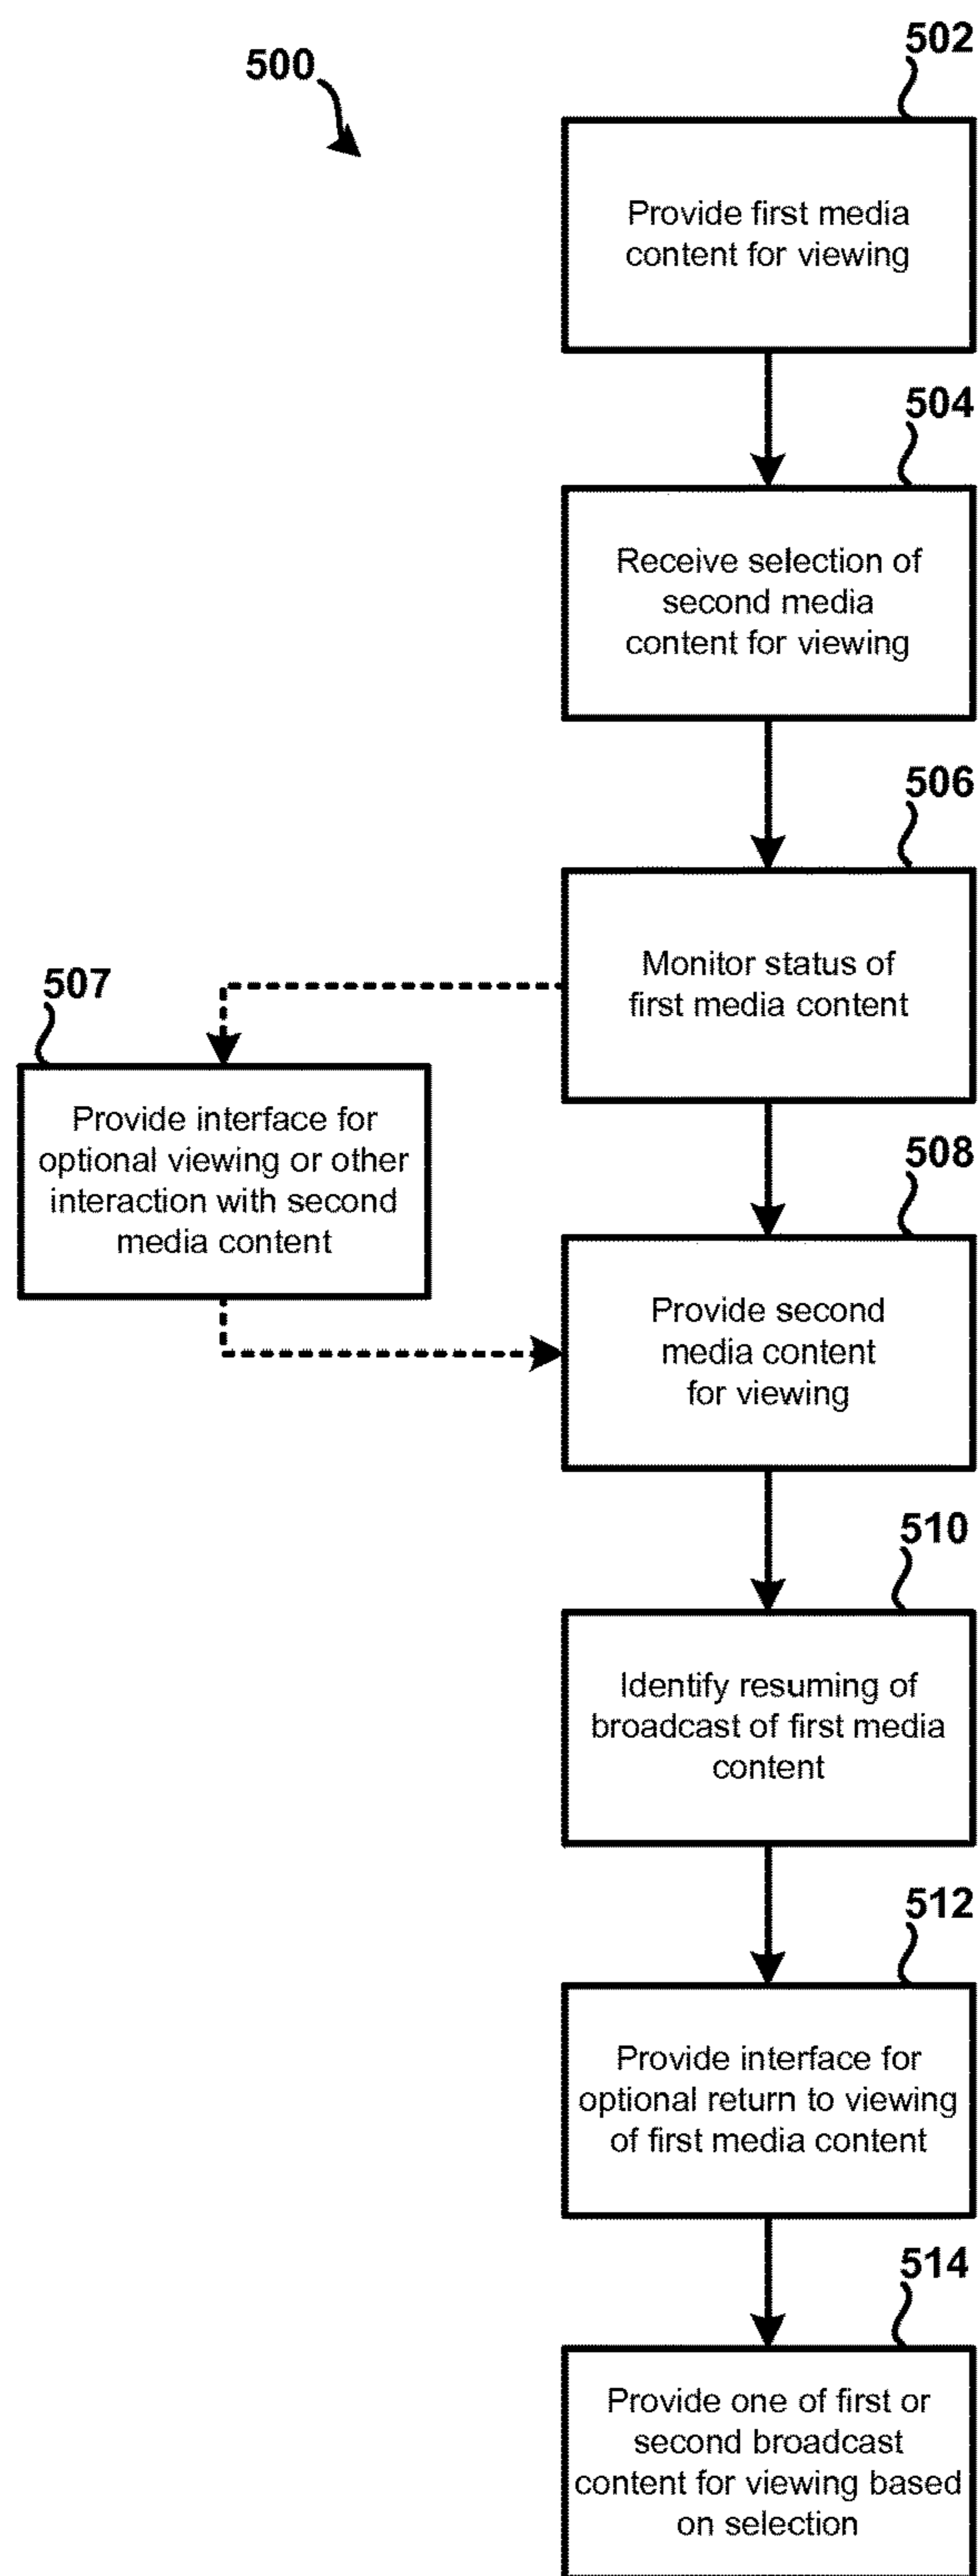 500
502
Provide first media
content for viewing
504
Receive selection of
second media
content for viewing
506
Monitor status of
first media content
507
Provide interface for
optional viewing or other
interaction with second
media content
508
Provide second
media content
for viewing
510
Identify resuming of
broadcast of first media
content
512
Provide interface for
optional return to viewing
of first media content
514
Provide one of first or
second broadcast
content for viewing based
on selection